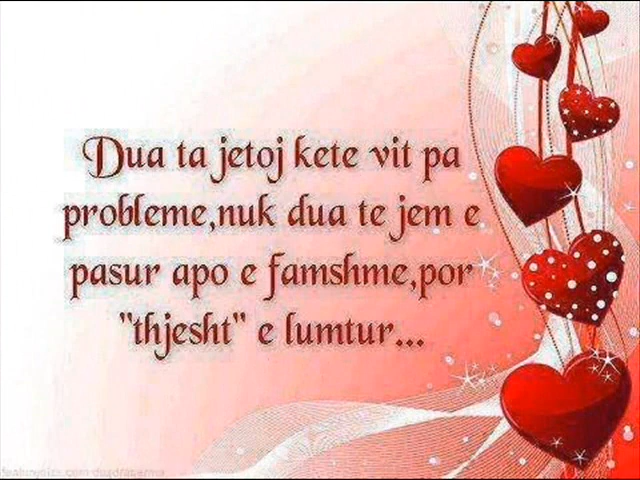 Dua ta jetoj kete vit pa
probleme,nuk dua te jem e
pasur apo e famshme,por
"thjesht" e lumtur...